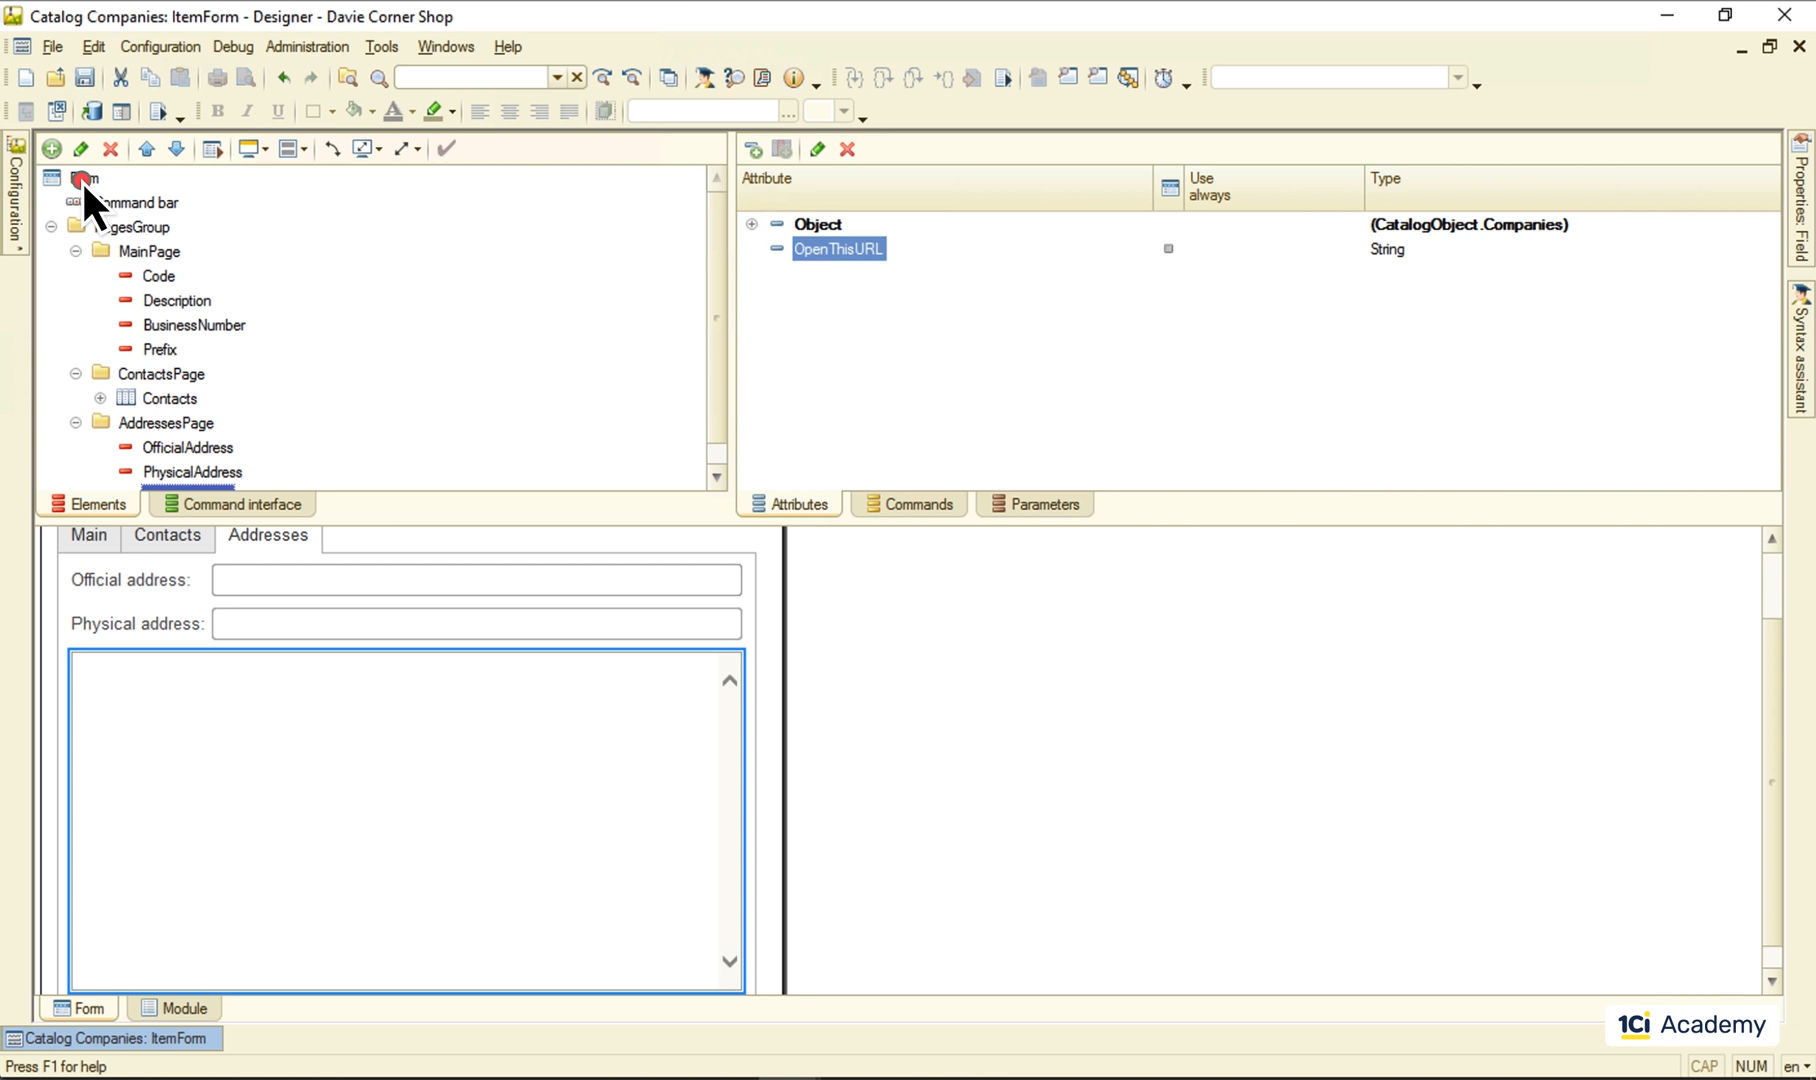 Catalog Companies: ItemForm - Designer - Davie Corner Shop
File Edit Configuration Debug Administration Tools Windows Help
Configuration
Command bar
MainPage
Code
Description
BusinessNumber
Prefix
ContactsPage
Contacts
AddressesPage
OfficialAddress
PhysicalAddress
Elements Command interface
Attribute Use always Type
Object (CatalogObject.Companies)
OpenThisURL String
Attributes Commands Parameters
Properties: Field
Syntax assistant
Main Contacts Addresses
Official address:
Physical address:
Form Module
1Ci Academy
Catalog Companies: ItemForm
Press F1 for help CAP NUM en